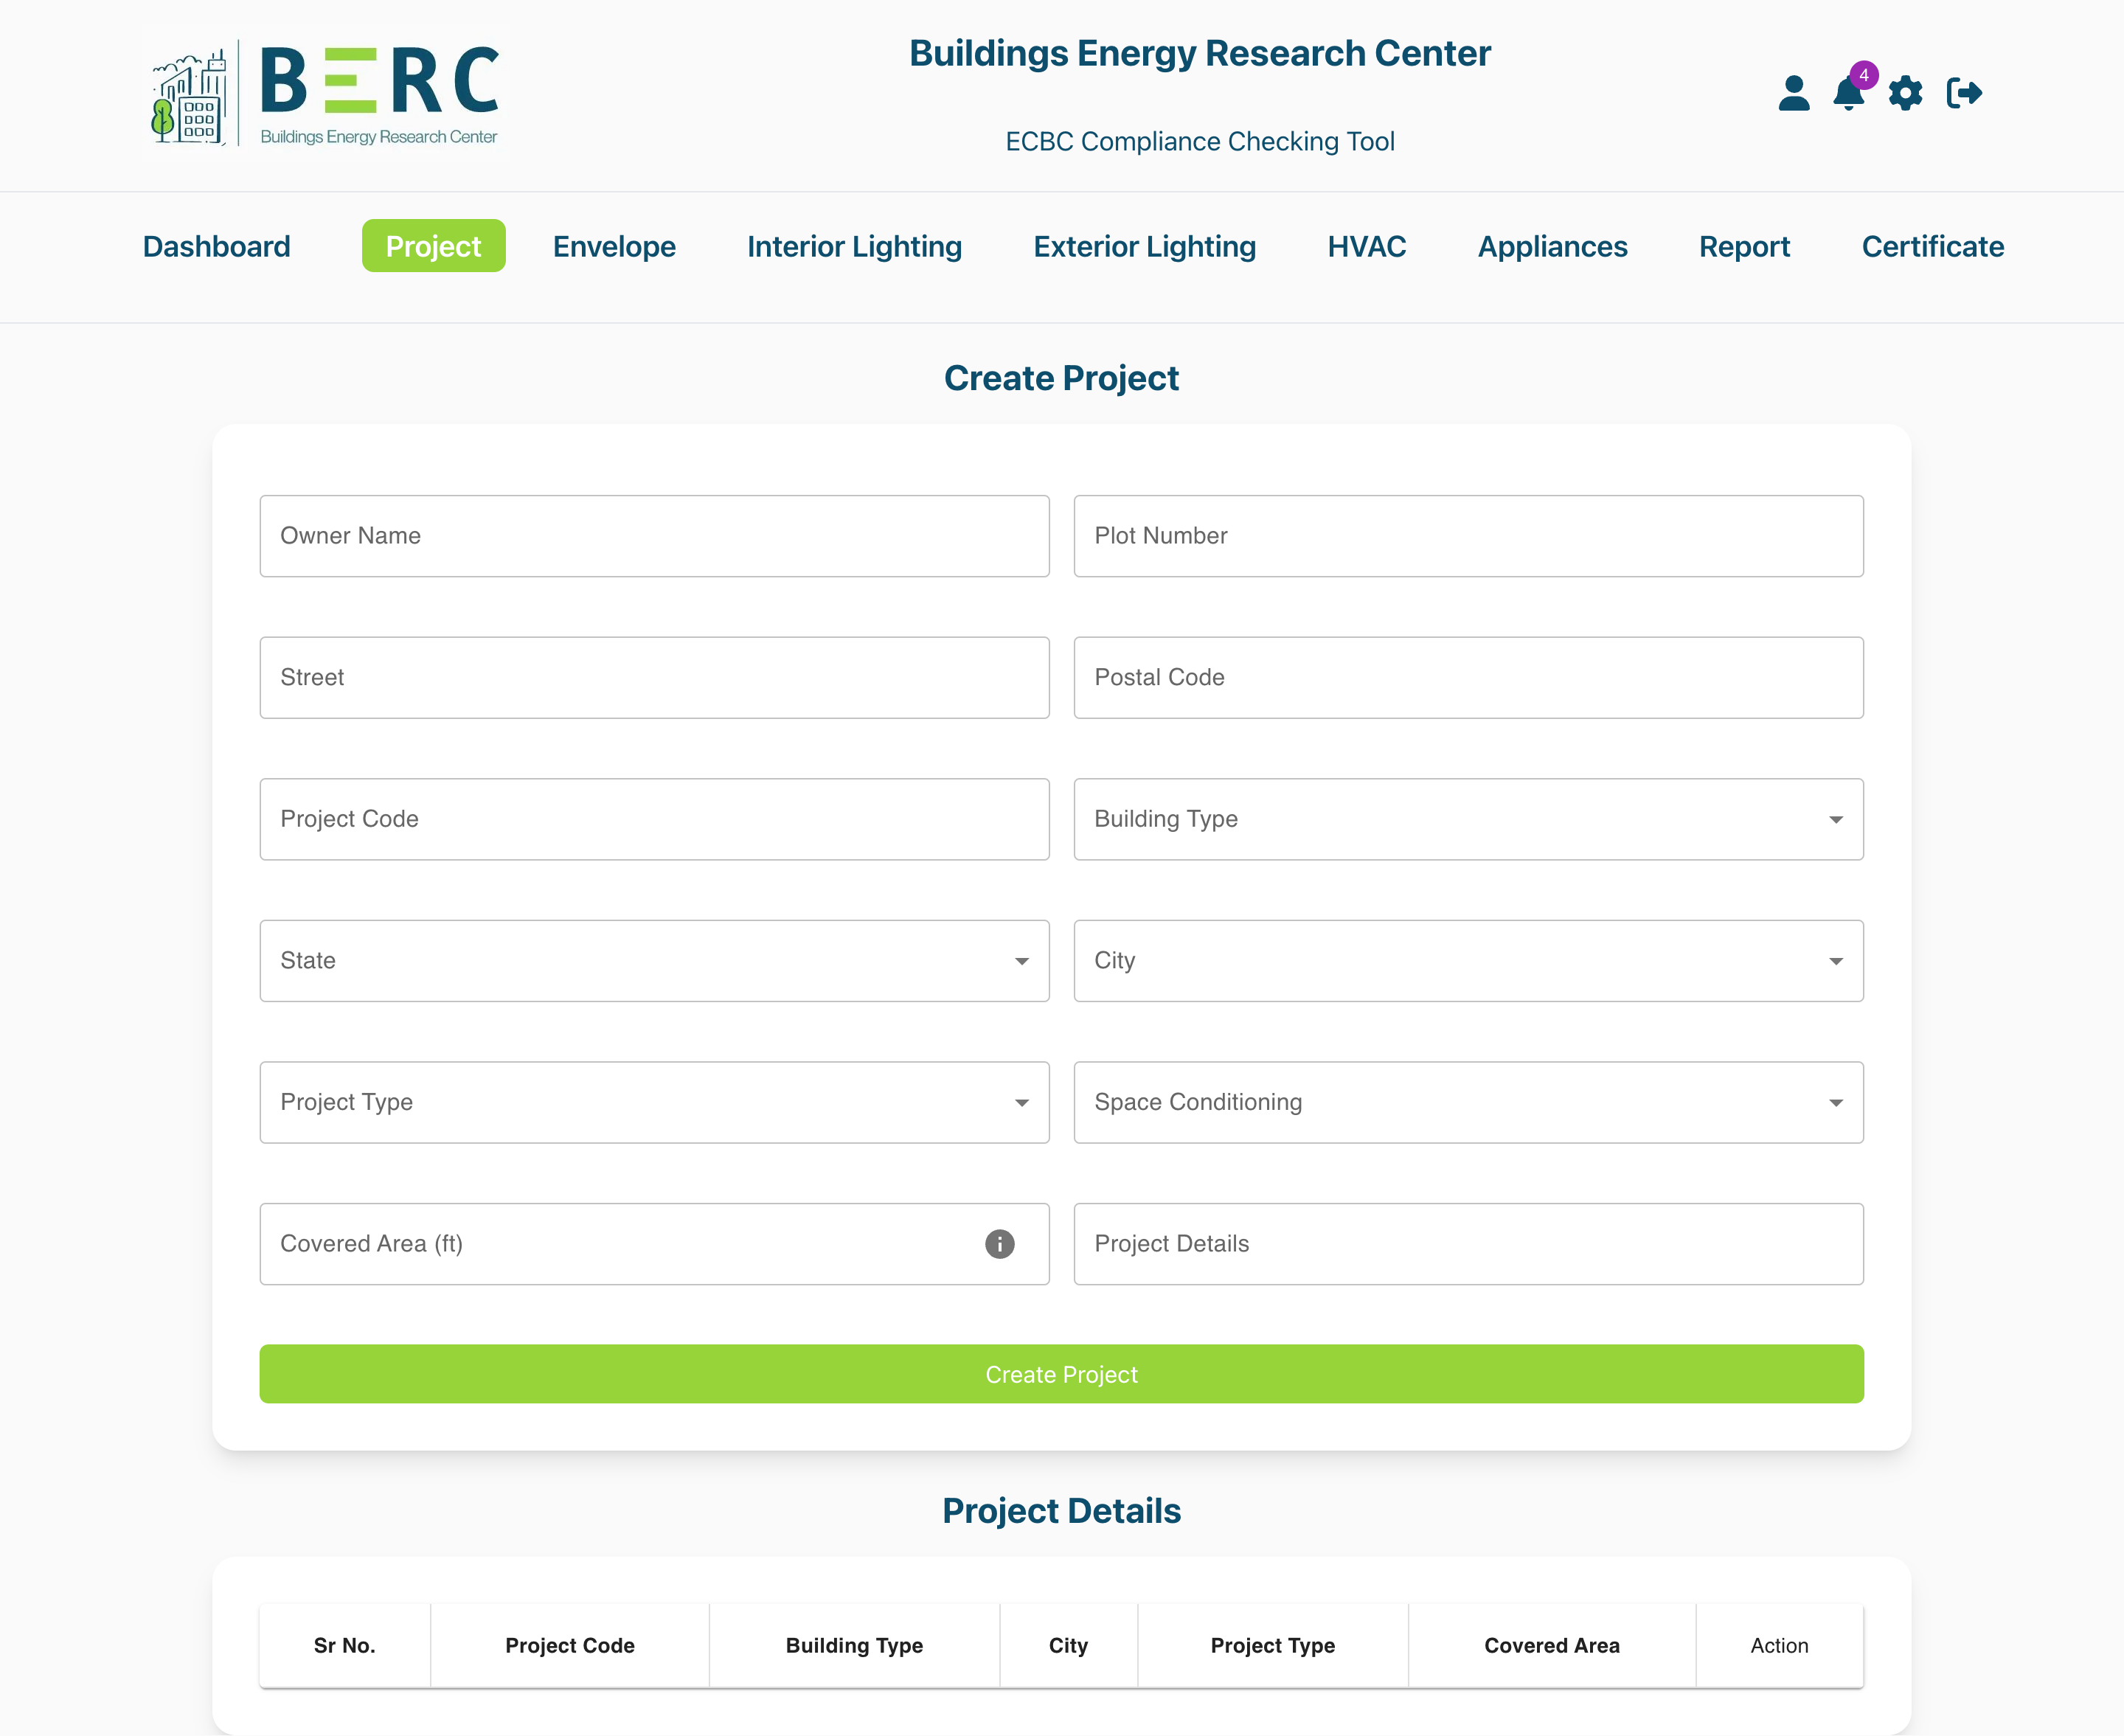 BERC
Buildings Energy Research Center
Buildings Energy Research Center
ECBC Compliance Checking Tool
4
Dashboard Project Envelope Interior Lighting Exterior Lighting HVAC Appliances Report Certificate
Create Project
Owner Name Plot Number
Street Postal Code
Project Code Building Type
State City
Project Type Space Conditioning
Covered Area (ft) Project Details
Create Project
Project Details
Sr No. Project Code Building Type City Project Type Covered Area Action